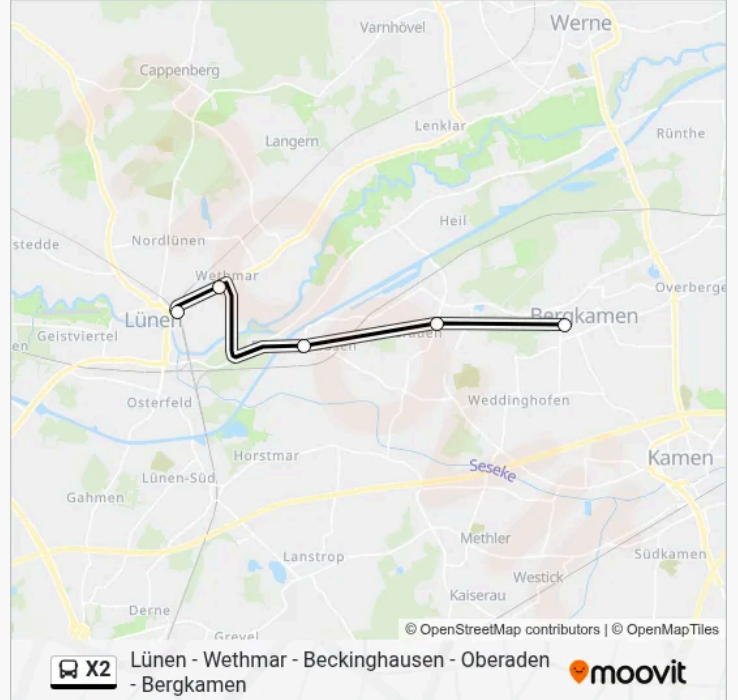 Werne
Varnhövel
Cappenberg
Lenklar
Rünthe
Langern
Heil
stedde
Nordlünen
Wethmar
Overberge
Bergkamen
Lünen
Geistviertel
en
Weddinghofen
Osterfeld
Horstmar
Kamen
Seseke
Lünen-Süd
Gahmen
Methler
Lanstrop
Südkamen
Westick
Kaiserau
Derne
Grevel
© OpenStreetMap contributors | © OpenMapTiles
X2
Lünen - Wethmar - Beckinghausen - Oberaden
- Bergkamen
moovit